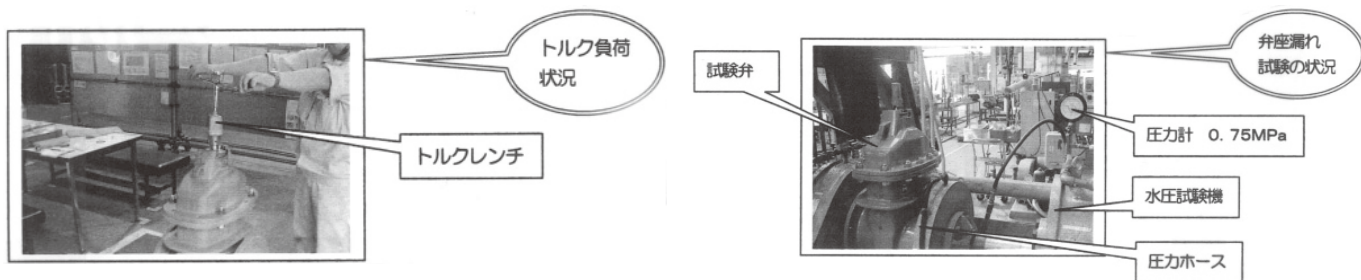 トルク負荷
状況
トルクレンチ
試験弁
弁座漏れ
試験の状況
圧力計 0.75MPa
水圧試験機
圧力ホース